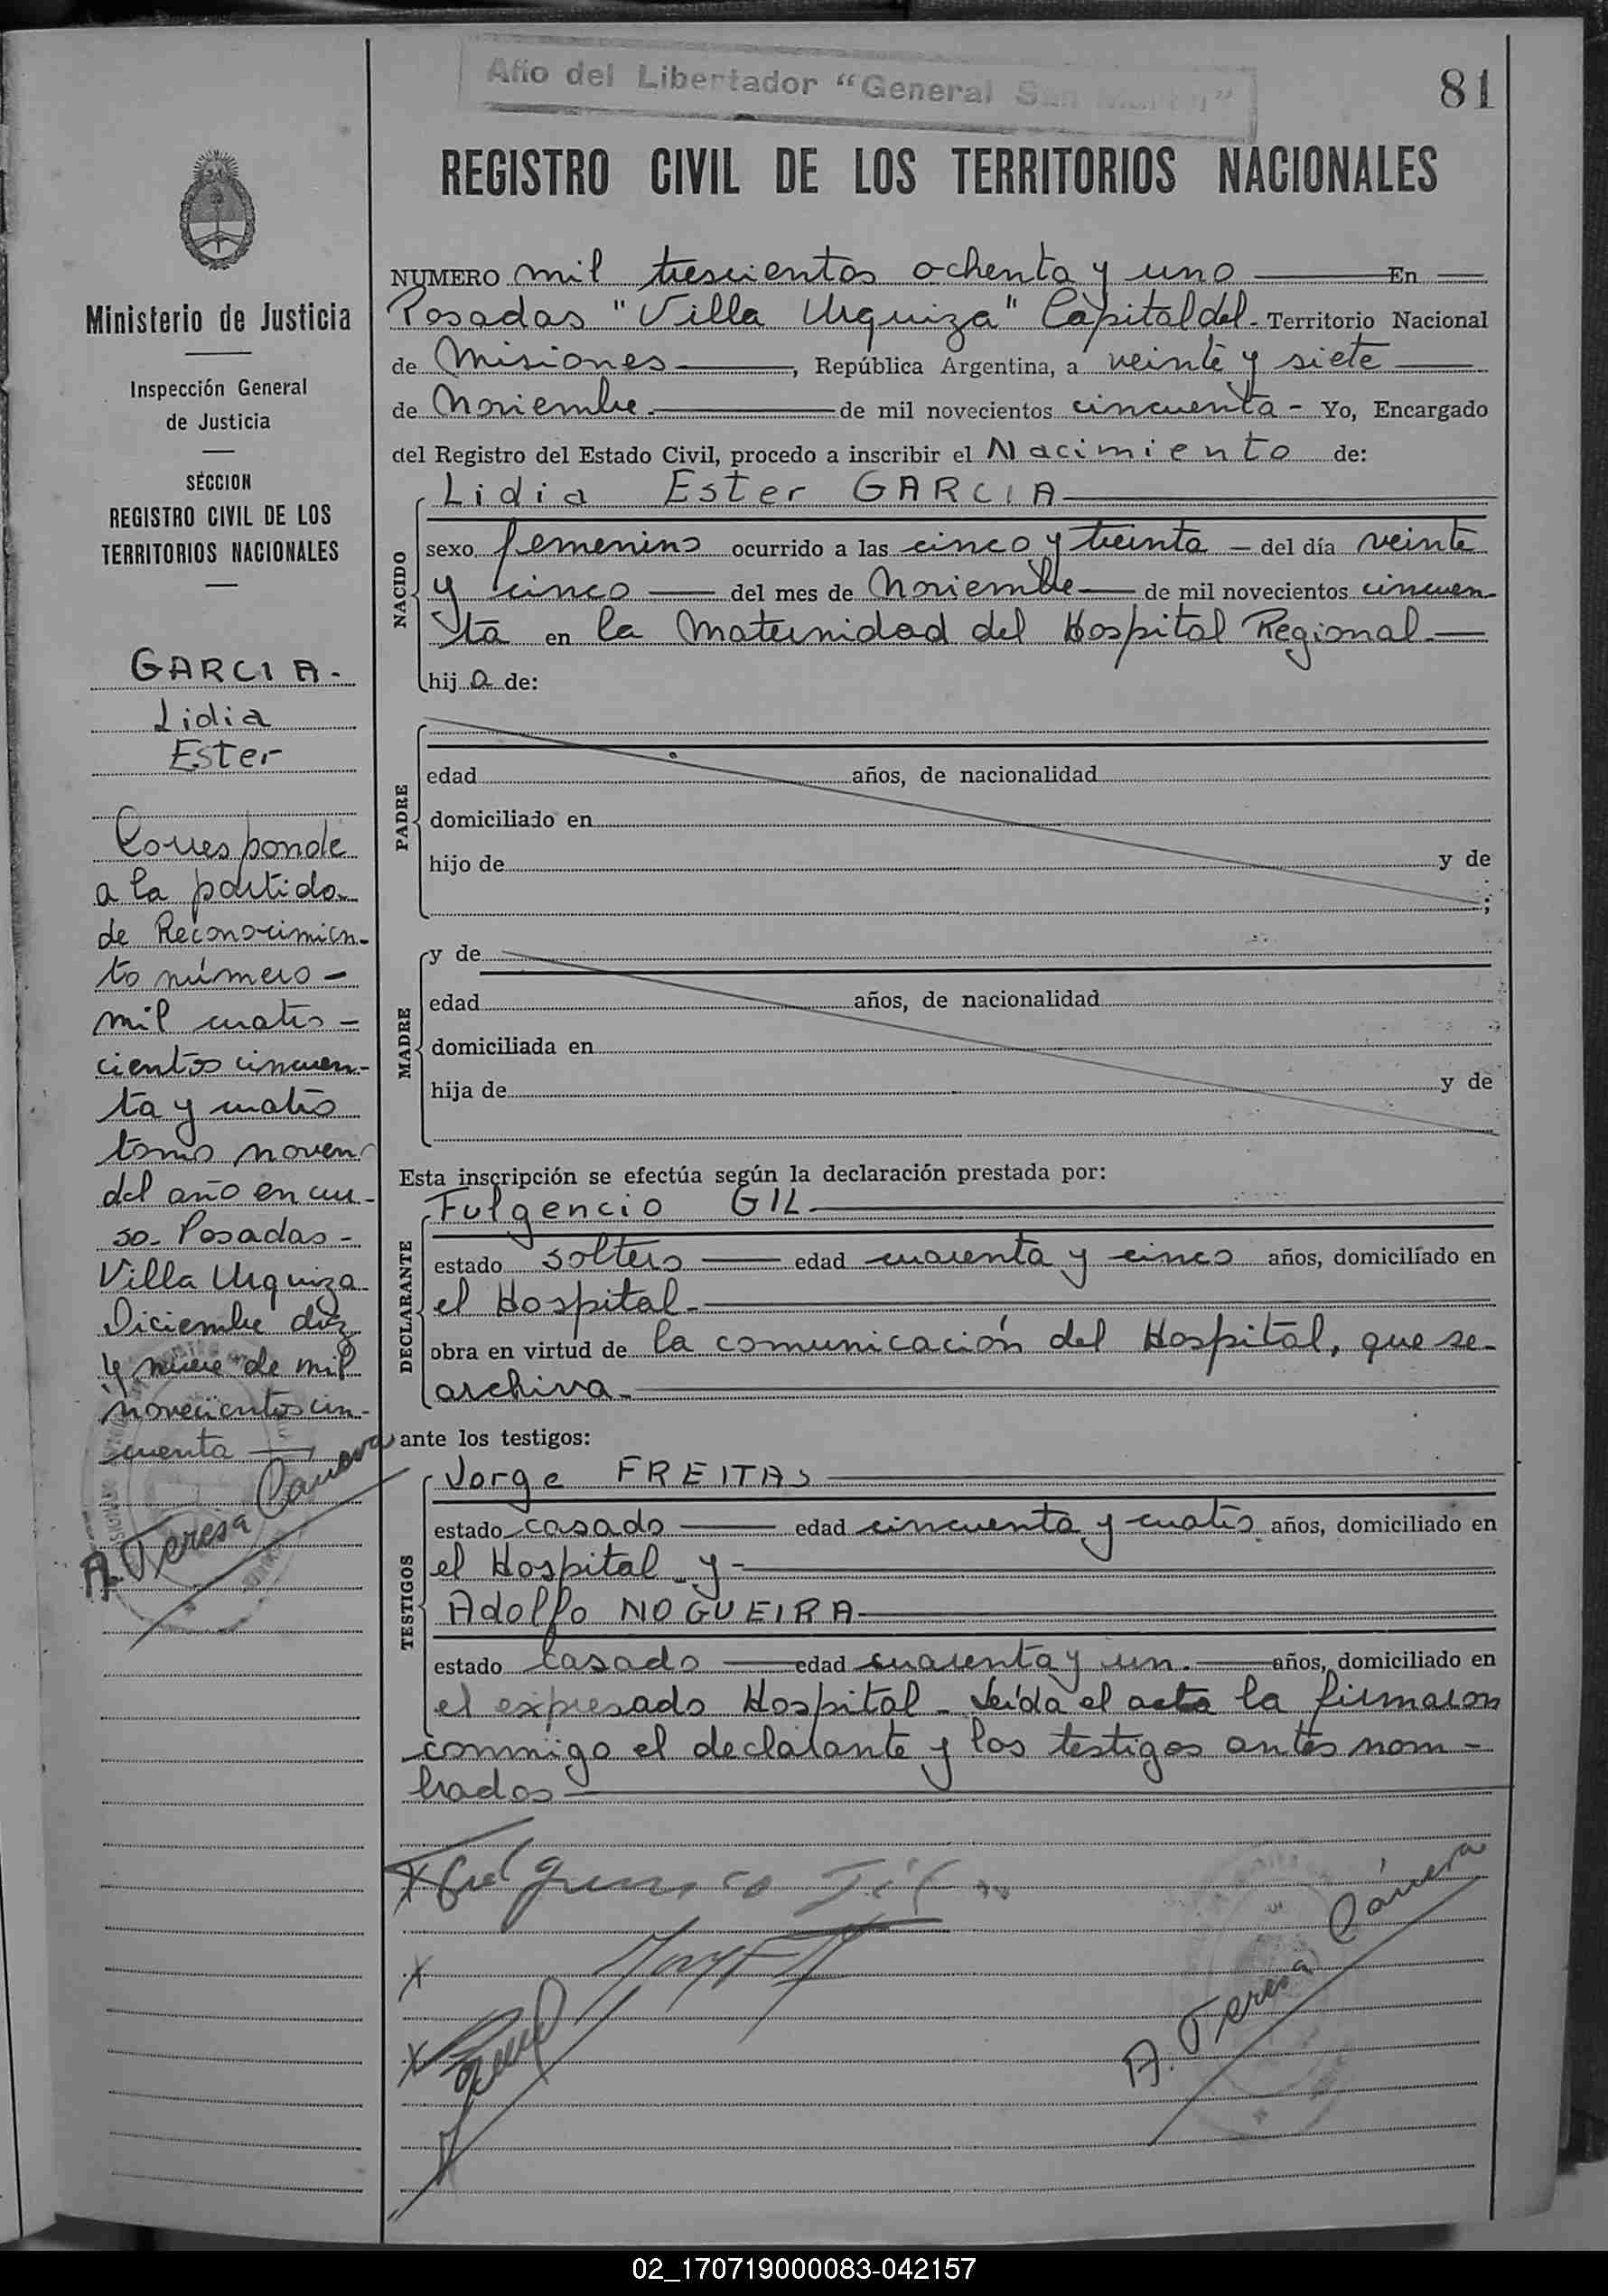 Año del Libertador “General San Martín”
81
REGISTRO CIVIL DE LOS TERRITORIOS NACIONALES
Ministerio de Justicia
Inspección General
de Justicia
SECCION
REGISTRO CIVIL DE LOS
TERRITORIOS NACIONALES
GARCIA.
Lidia
Ester
Corresponde
a la partida
de Reconocimien-
to número -
mil cuatro -
cientos cincuen-
ta y cuatro
tomo noven
del año en cur-
so. Posadas -
Villa Urquiza
Diciembre diez
y nueve de mil
novecientos cin-
cuenta
A. Teresa Cánova
NUMERO mil trescientos ochenta y uno En
Posadas "Villa Urquiza" Capital del Territorio Nacional
de Misiones , República Argentina, a veinte y siete
de Noviembre de mil novecientos cincuenta - Yo, Encargado
del Registro del Estado Civil, procedo a inscribir el Nacimiento de:
NACIDO
Lidia Ester GARCIA
sexo femenino ocurrido a las cinco y treinta - del día veinte
y cinco del mes de Noviembre de mil novecientos cincuen-
ta en la Maternidad del Hospital Regional.
hij a de:
PADRE
edad años, de nacionalidad
domiciliado en
hijo de y de
;
MADRE
y de
edad años, de nacionalidad
domiciliada en
hija de y de
Esta inscripción se efectúa según la declaración prestada por:
DECLARANTE
Fulgencio GIL
estado soltero edad cuarenta y cinco años, domiciliado en
el Hospital.
obra en virtud de la comunicación del Hospital, que se
archiva.
ante los testigos:
TESTIGOS
Jorge FREITAS
estado casado edad cincuenta y cuatro años, domiciliado en
el Hospital y -
Adolfo NOGUEIRA
estado casado edad cuarenta y un. años, domiciliado en
el expresado Hospital - Leída el acta la firmaron
conmigo el declarante y los testigos antes nom-
brados
x Fulgencio Gil
x
x
A. Teresa Cánova
02_170719000083-042157